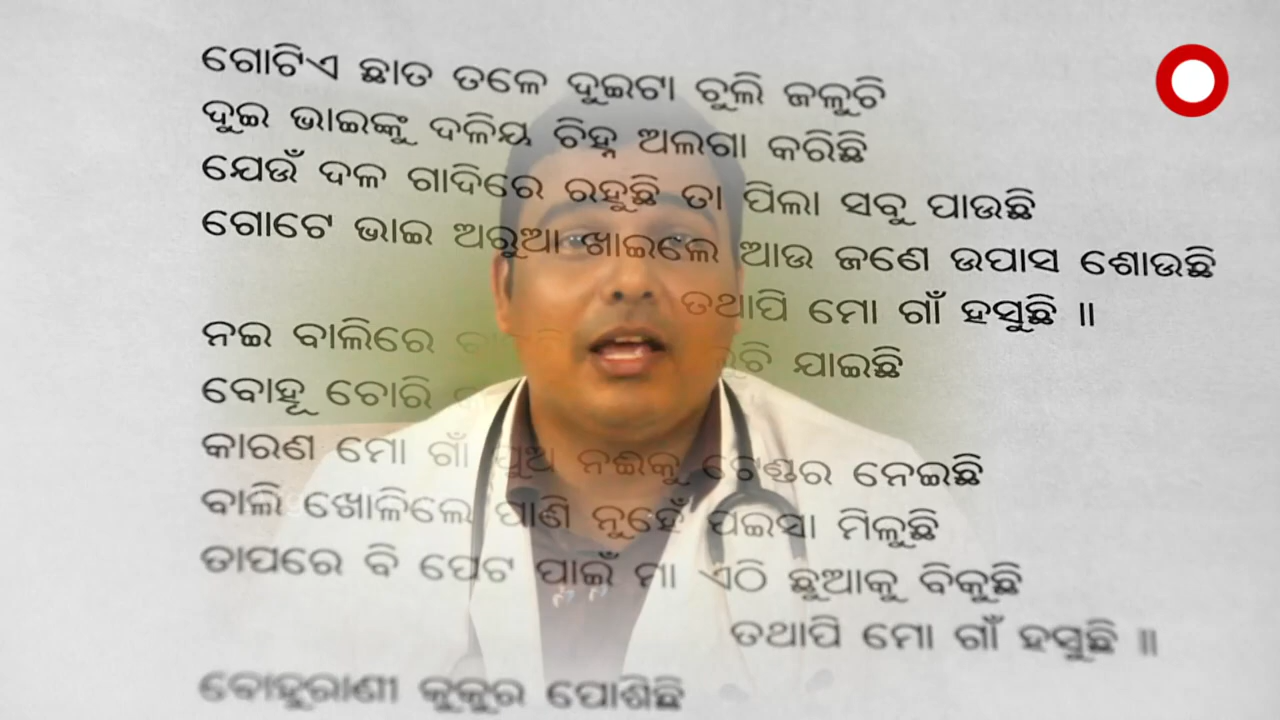 ଗୋଟିଏ ଛାତ ତଳେ ଦୁଇଟା ଚୁଲି ଜଳୁଚି
ଦୁଇ ଭାଇଙ୍କୁ ଦଳିୟ ଚିହ୍ନ ଅଲଗା କରିଛି
ଯେଉଁ ଦଳ ଗାଦିରେ ରହୁଛି ତା ପିଲା ସବୁ ପାଉଛି
ଗୋଟେ ଭାଇ ଅରୁଆ ଖାଇଲେ ଆଉ ଜଣେ ଉପାସ ଶୋଉଛି
ତଥାପି ମୋ ଗାଁ ହସୁଛି ॥
ନଈ ବାଲିରେ ଯାଇଛି
ବୋହୂ ଚୋରି
କାରଣ ମୋ ଗାଁ ପୁଅ ନଈକୁ ଟେଣ୍ଡର ନେଇଛି
ବାଲି ଖୋଳିଲେ ପାଣି ନୁହେଁ ପଇସା ମିଳୁଛି
ତାପରେ ବି ପେଟ ପାଇଁ ମା ଏଠି ଛୁଆକୁ ବିକୁଛି
ତଥାପି ମୋ ଗାଁ ହସୁଛି ॥
ବୋହୁରାଣୀ କୁକୁର ପୋଶିଛି